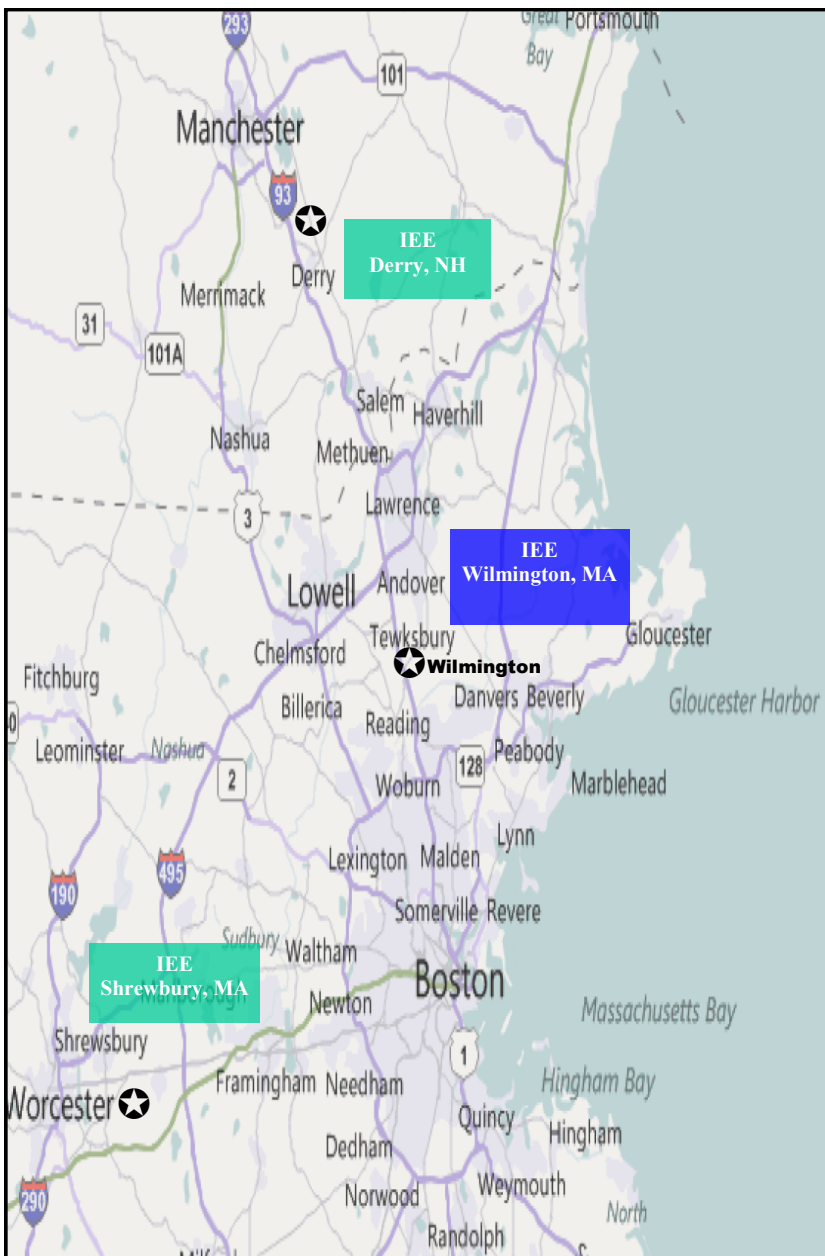 Great
Portsmouth
Bay
293
101
Manchester
93
IEE
Derry, NH
Derry
Merrimack
31
101A
Salem
Haverhill
Nashua
Methuen
Lawrence
3
IEE
Wilmington, MA
Andover
Lowell
Tewksbury
Gloucester
Chelmsford
Wilmington
Fitchburg
Danvers
Beverly
Gloucester Harbor
Billerica
Reading
Leominster
Nashua
Peabody
128
2
Woburn
Marblehead
Lynn
Lexington
Malden
495
190
Somerville
Revere
Sudbury
Waltham
IEE
Shrewbury, MA
Marlborough
Boston
Newton
Massachusetts Bay
Shrewsbury
1
Framingham
Needham
Hingham Bay
Worcester
Quincy
Hingham
Dedham
Norwood
Weymouth
290
North
Randolph